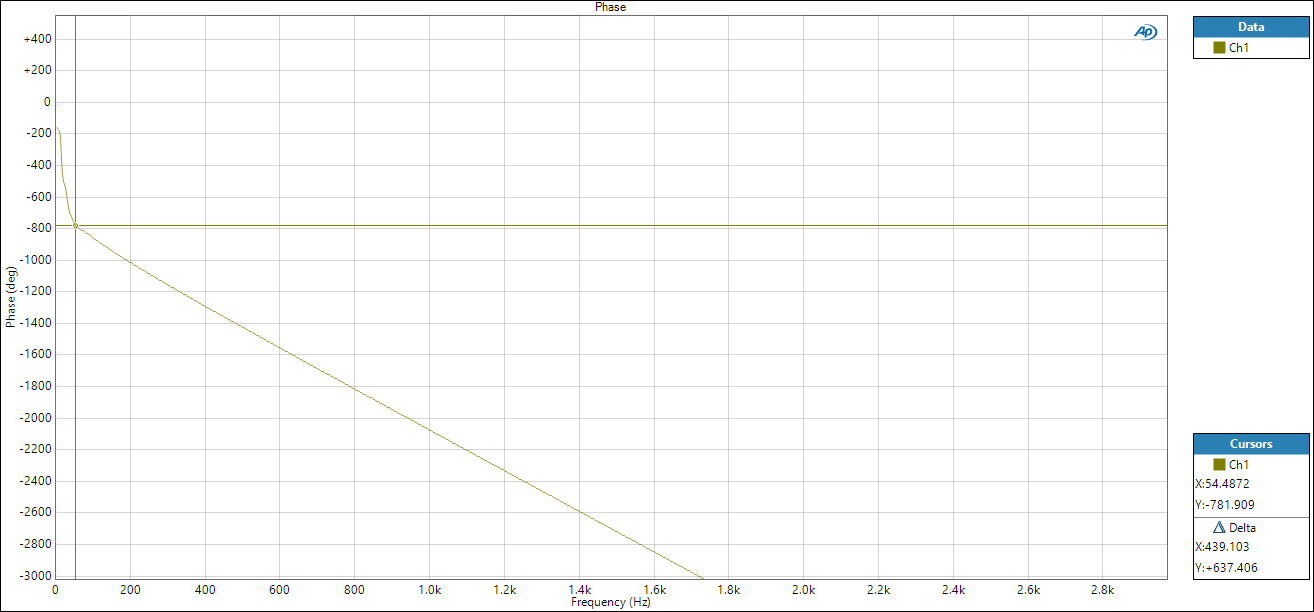 Phase
AP
Data
Ch1
+400
+200
0
-200
-400
-600
-800
-1000
-1200
-1400
-1600
-1800
-2000
-2200
-2400
-2600
-2800
-3000
Phase (deg)
0 200 400 600 800 1.0k 1.2k 1.4k 1.6k 1.8k 2.0k 2.2k 2.4k 2.6k 2.8k
Frequency (Hz)
Cursors
Ch1
X:54.4872
Y:-781.909
Delta
X:439.103
Y:+637.406